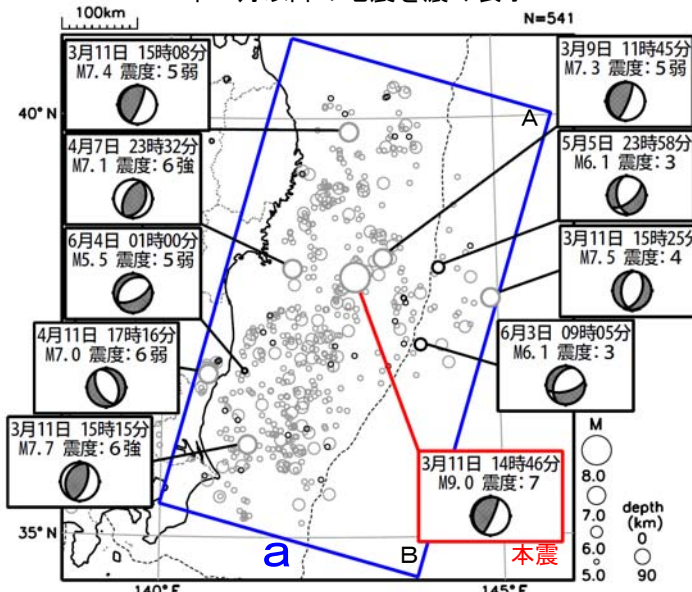 100km
N=541
3月11日 15時08分
M7.4 震度：5弱
4月7日 23時32分
M7.1 震度：6強
6月4日 01時00分
M5.5 震度：5弱
4月11日 17時16分
M7.0 震度：6弱
3月11日 15時15分
M7.7 震度：6強
3月9日 11時45分
M7.3 震度：5弱
5月5日 23時58分
M6.1 震度：3
3月11日 15時25分
M7.5 震度：4
6月3日 09時05分
M6.1 震度：3
3月11日 14時46分
M9.0 震度：7
本震
40°N
35°N
A
B
a
M
8.0
7.0
6.0
5.0
depth
(km)
0
90
140°E
145°E